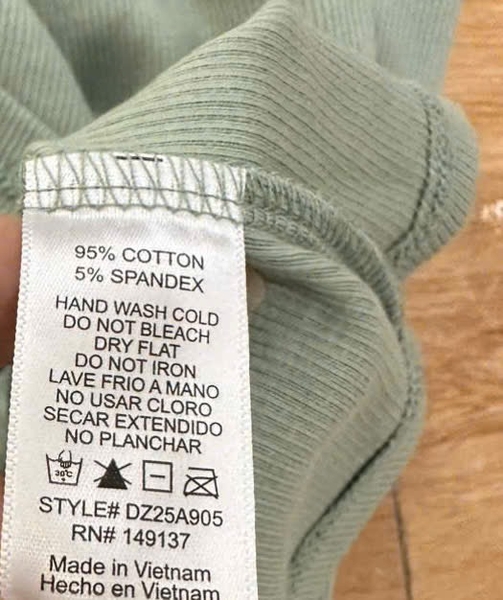 95% COTTON
5% SPANDEX
HAND WASH COLD
DO NOT BLEACH
DRY FLAT
DO NOT IRON
LAVE FRIO A MANO
NO USAR CLORO
SECAR EXTENDIDO
NO PLANCHAR
30°C
STYLE# DZ25A905
RN# 149137
Made in Vietnam
Hecho en Vietnam